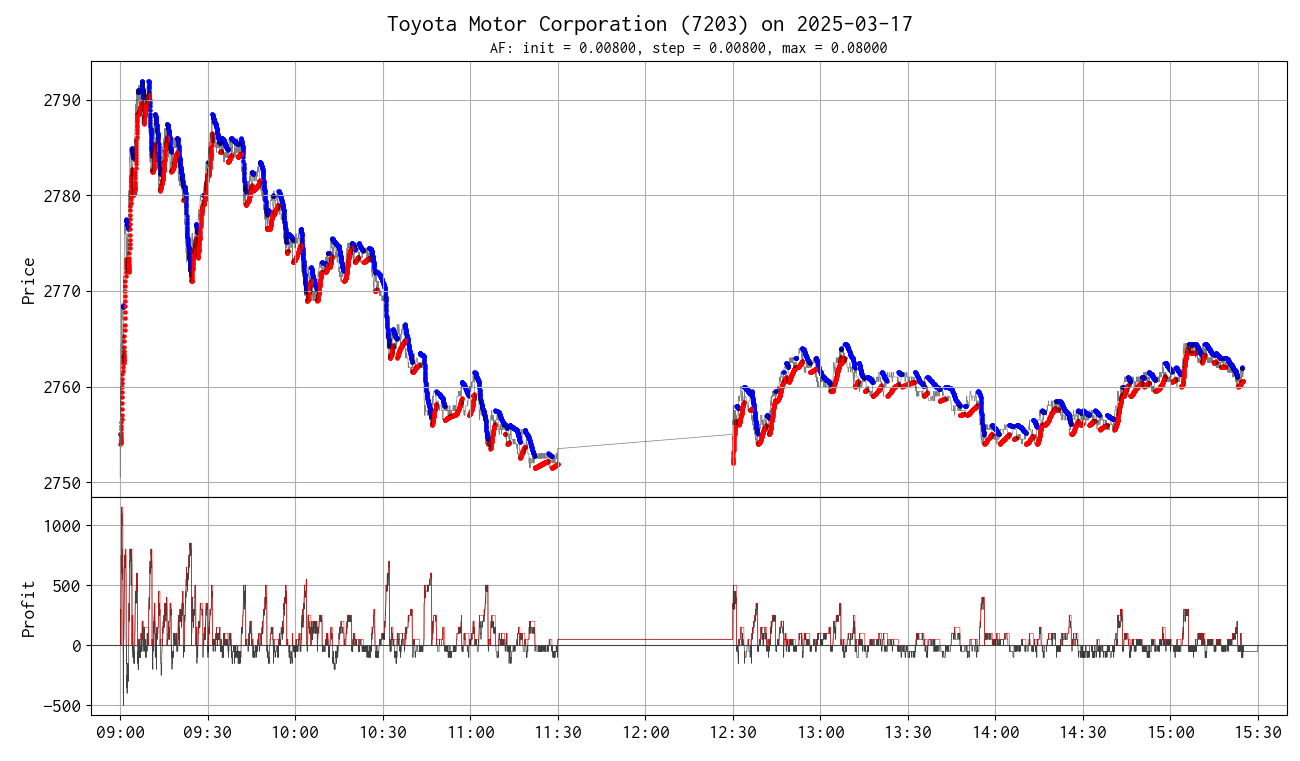 Toyota Motor Corporation (7203) on 2025-03-17
AF: init = 0.00800, step = 0.00800, max = 0.08000
Price
2790
2780
2770
2760
2750
Profit
1000
500
0
−500
09:00 09:30 10:00 10:30 11:00 11:30 12:00 12:30 13:00 13:30 14:00 14:30 15:00 15:30